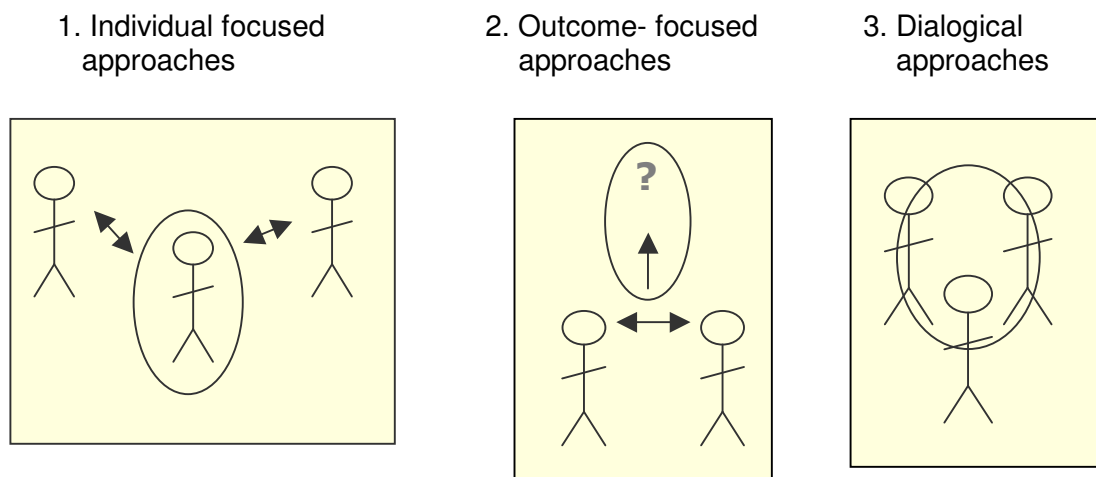 1. Individual focused
approaches
2. Outcome- focused
approaches
3. Dialogical
approaches
?